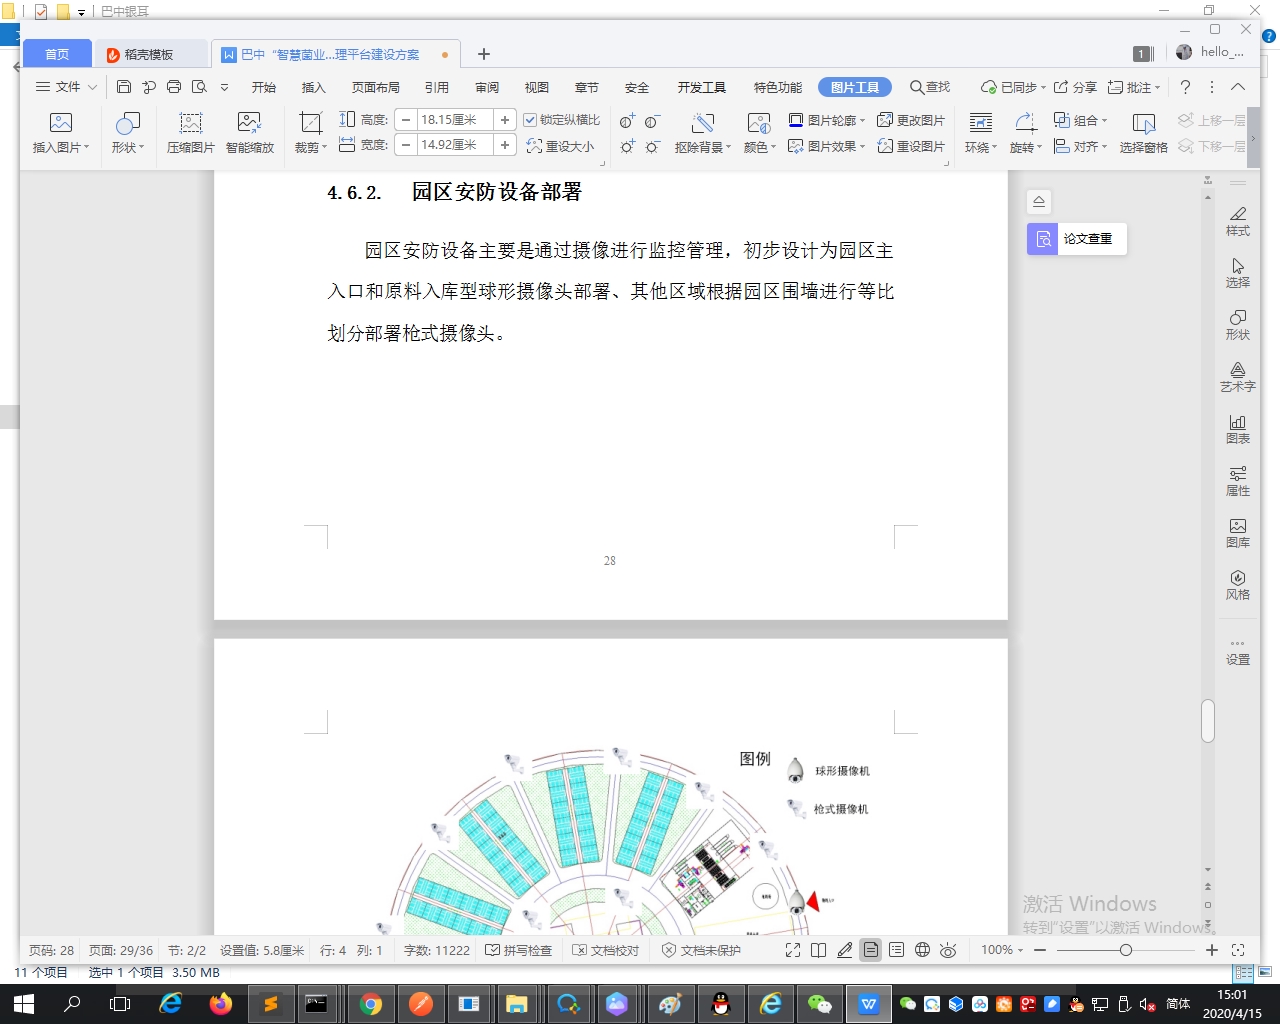 巴中银耳
首页
稻壳模板
巴中“智慧菌业...理平台建设方案
1
hello_...
文件
开始
插入
页面布局
引用
审阅
视图
章节
安全
开发工具
特色功能
图片工具
查找
已同步
分享
批注
插入图片
形状
压缩图片
智能缩放
裁剪
高度:
18.15厘米
锁定纵横比
宽度:
14.92厘米
重设大小
抠除背景
颜色
图片轮廓
更改图片
图片效果
重设图片
环绕
旋转
组合
对齐
选择窗格
上移一层
下移一层
4.6.2. 园区安防设备部署
园区安防设备主要是通过摄像进行监控管理，初步设计为园区主
入口和原料入库型球形摄像头部署、其他区域根据园区围墙进行等比
划分部署枪式摄像头。
28
论文查重
样式
选择
形状
艺术字
图表
属性
图库
风格
设置
图例
球形摄像机
枪式摄像机
激活 Windows
转到"设置"以激活 Windows。
页码: 28
页面: 29/36
节: 2/2
设置值: 5.8厘米
行: 4
列: 1
字数: 11222
拼写检查
文档校对
文档未保护
100%
11 个项目
选中 1 个项目 3.50 MB
简体
15:01
2020/4/15